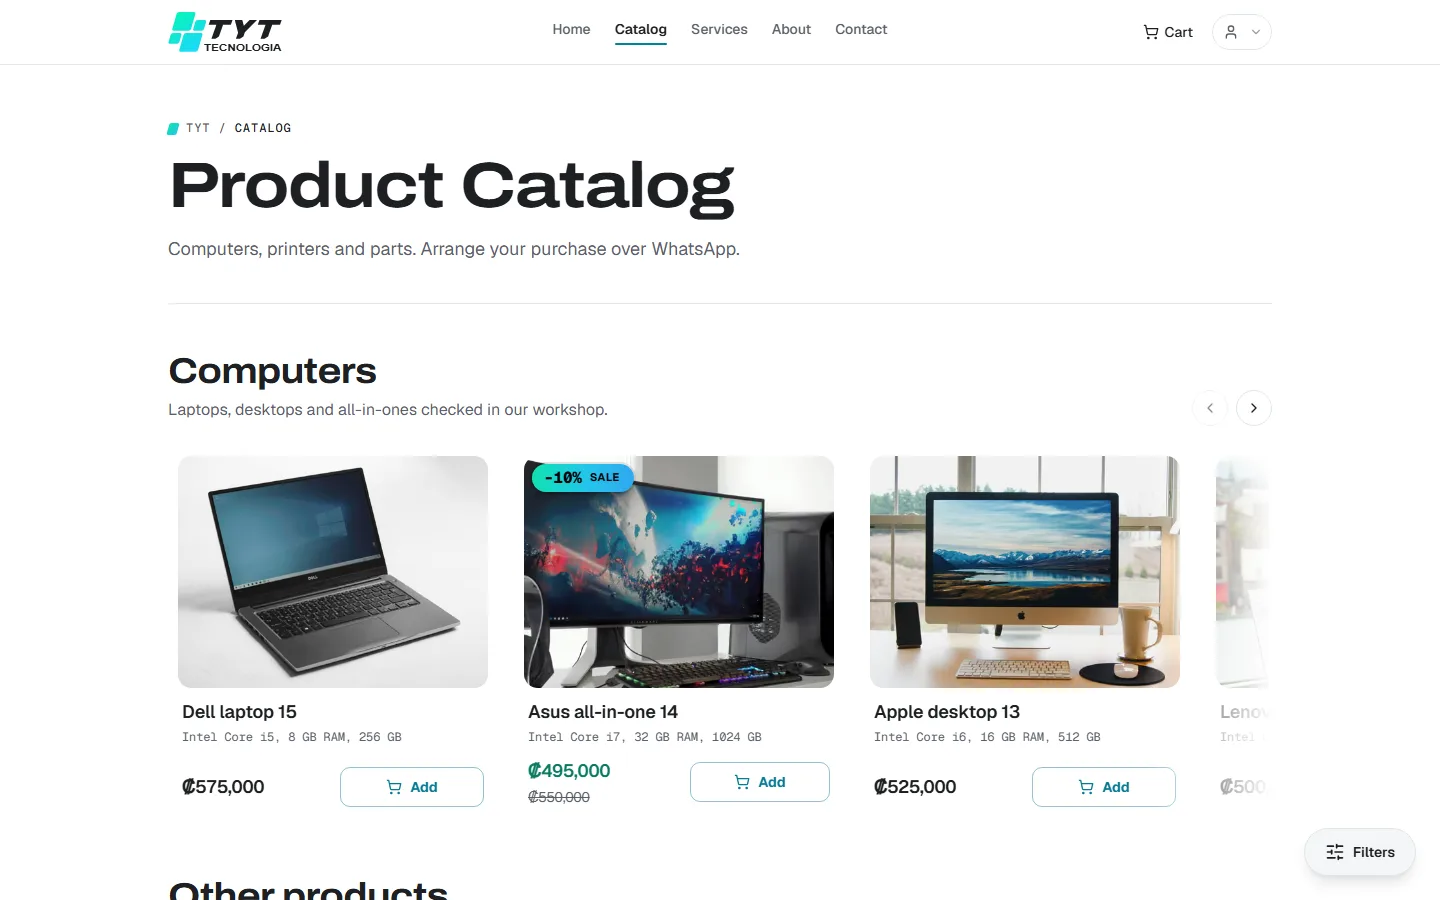 TYT
TECNOLOGIA
Home
Catalog
Services
About
Contact
Cart
TYT / CATALOG
Product Catalog
Computers, printers and parts. Arrange your purchase over WhatsApp.
Computers
Laptops, desktops and all-in-ones checked in our workshop.
-10% SALE
DELL
Dell laptop 15
Intel Core i5, 8 GB RAM, 256 GB
₡575,000
Add
Asus all-in-one 14
Intel Core i7, 32 GB RAM, 1024 GB
₡495,000
₡550,000
Add
Apple desktop 13
Intel Core i6, 16 GB RAM, 512 GB
₡525,000
Add
Lenov
Intel
₡500
Filters
Other products